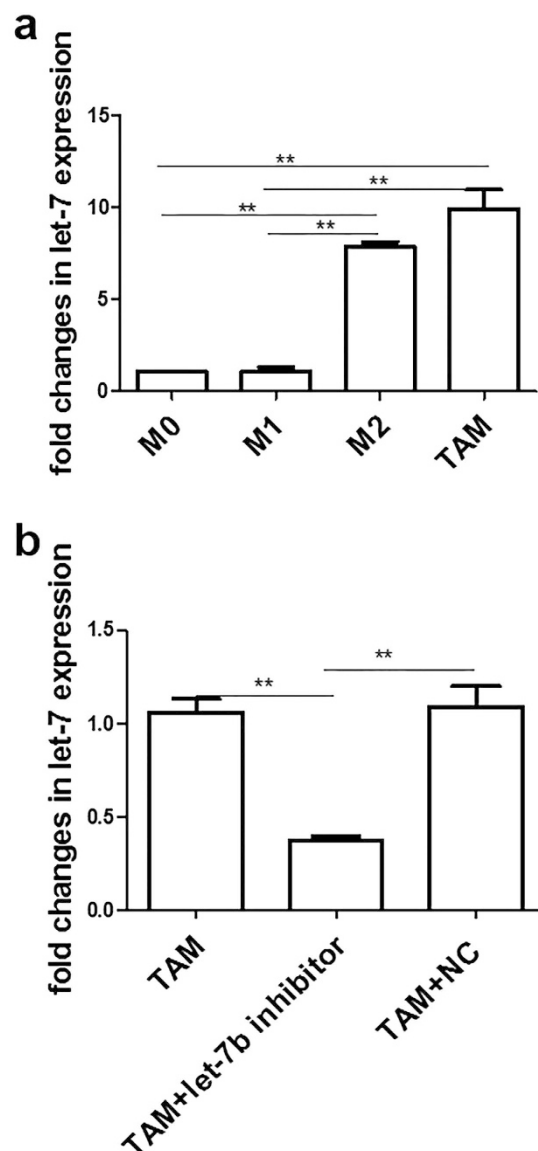 a
fold changes in let-7 expression
15
10
5
0
**
**
**
**
M0
M1
M2
TAM
b
fold changes in let-7 expression
1.5
1.0
0.5
0.0
**
**
TAM
TAM+let-7b inhibitor
TAM+NC